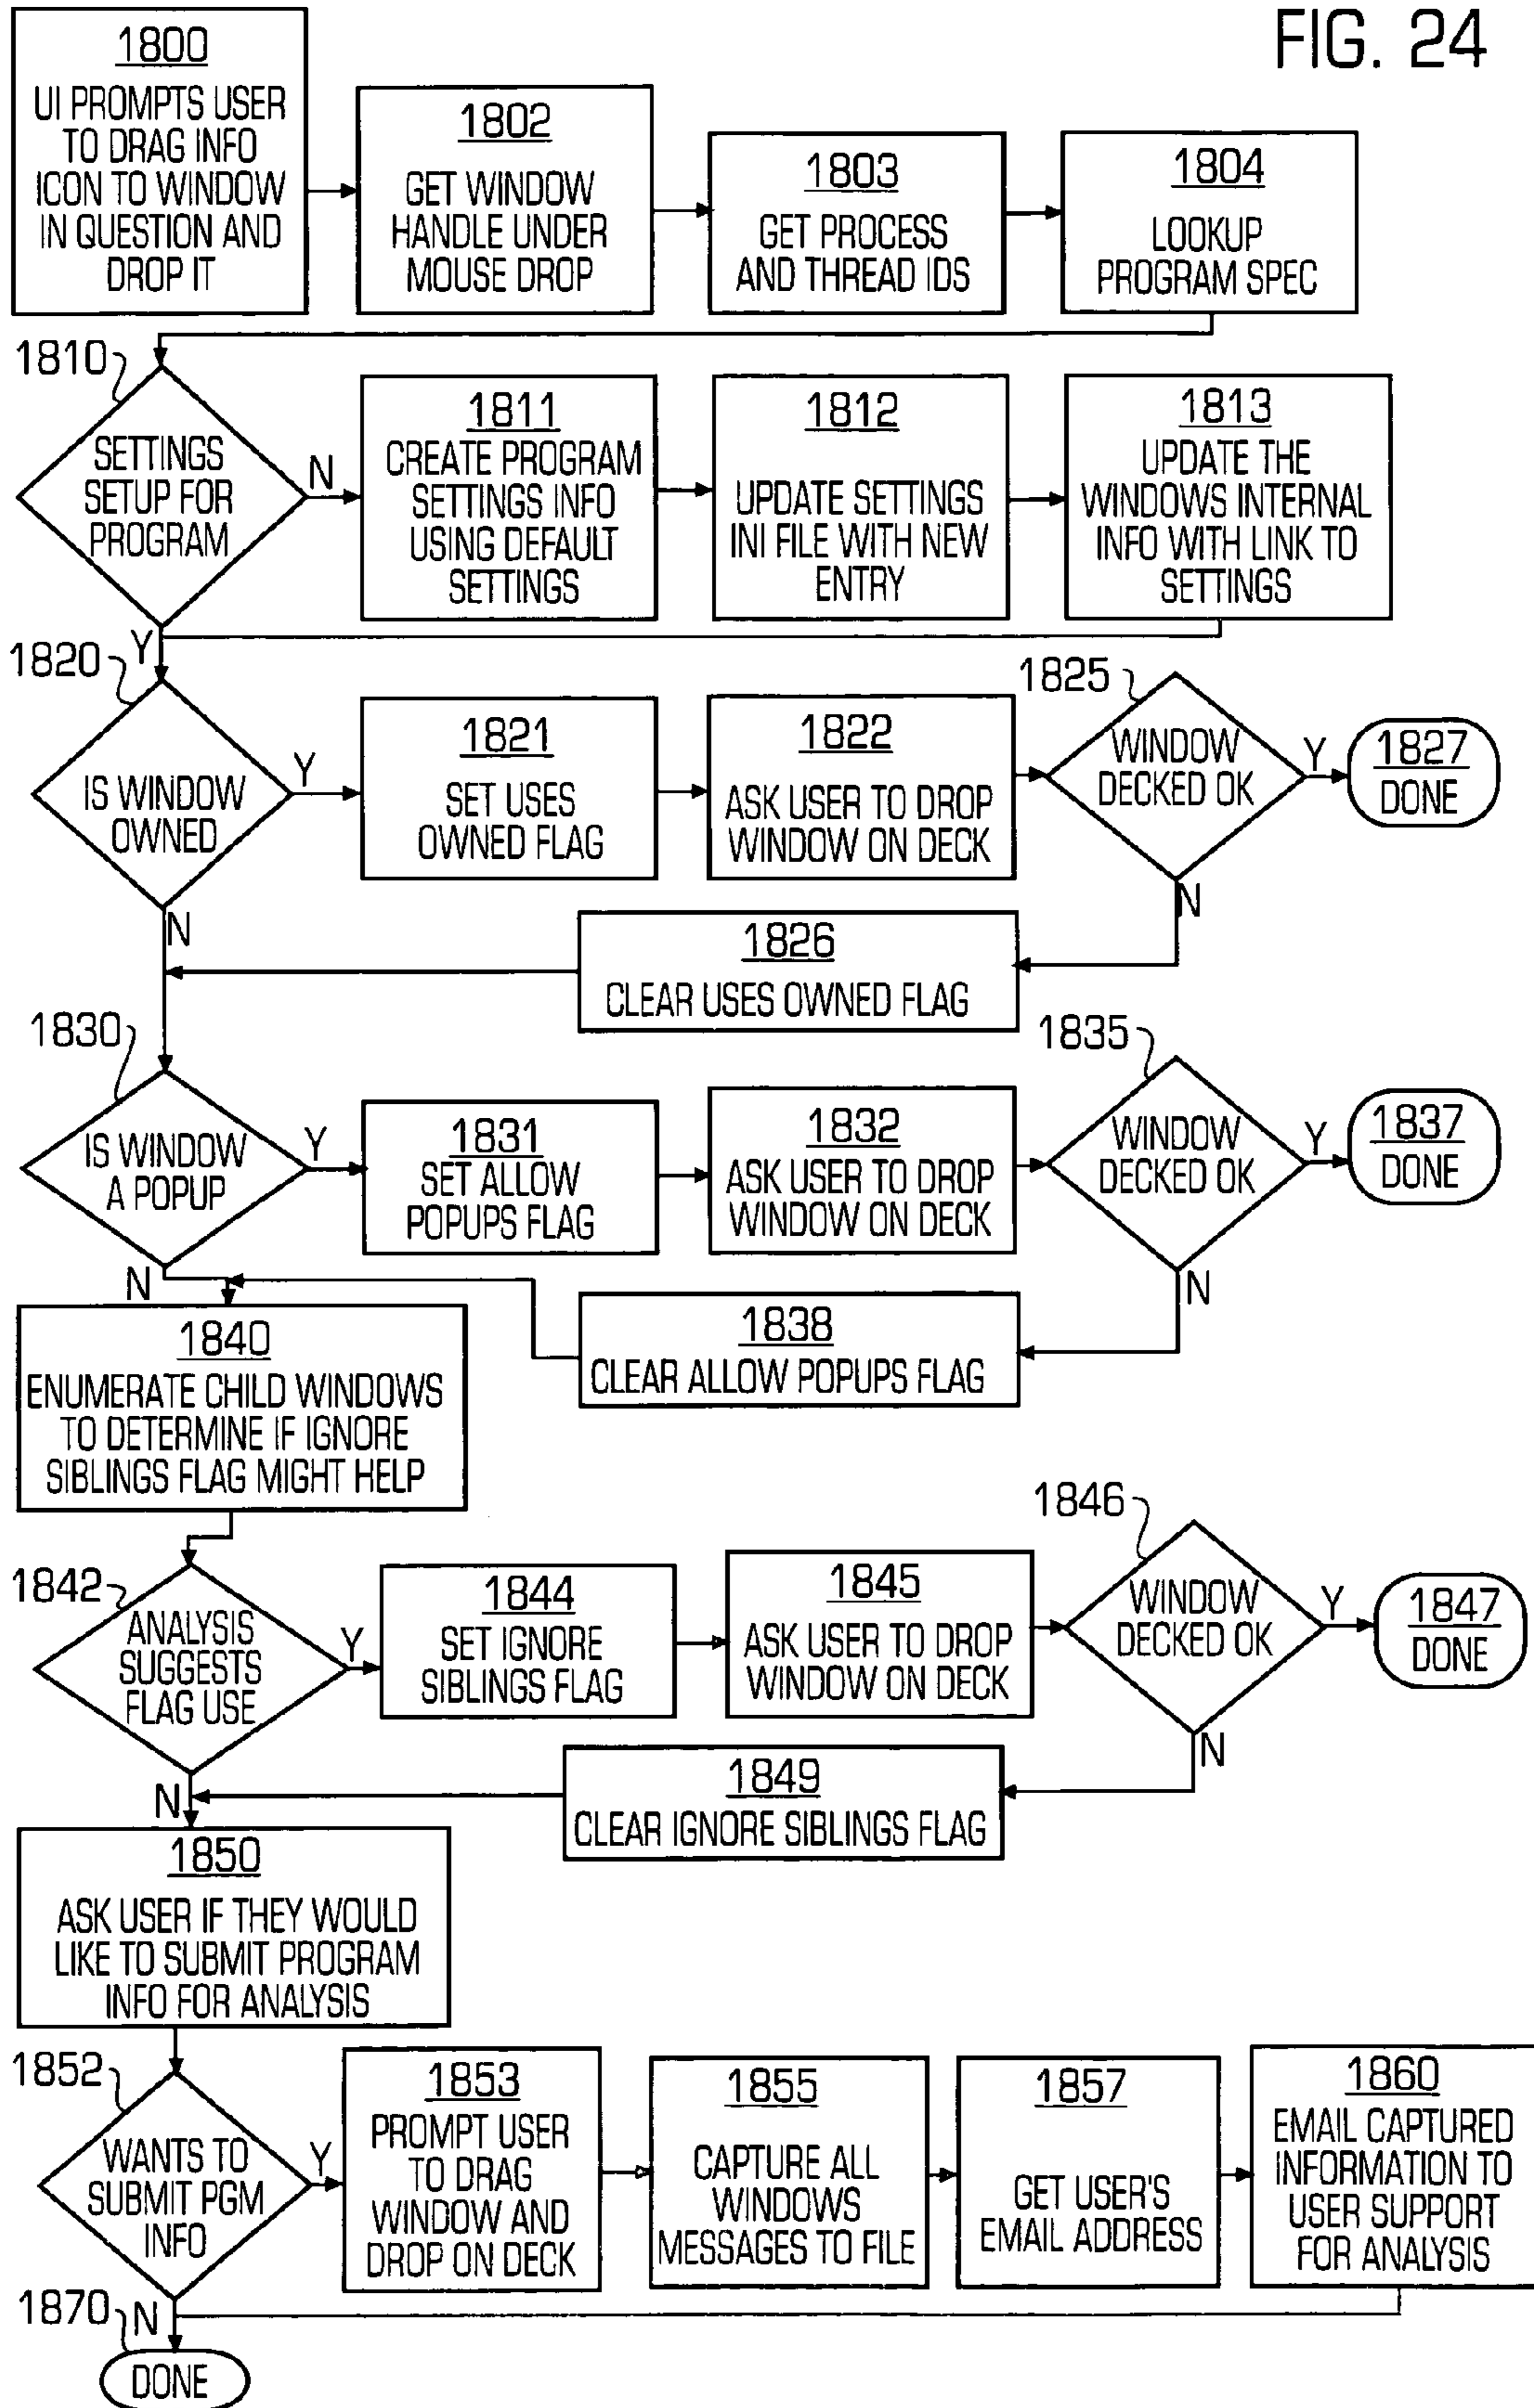 FIG. 24
1800
UI PROMPTS USER
TO DRAG INFO
ICON TO WINDOW
IN QUESTION AND
DROP IT
1802
GET WINDOW
HANDLE UNDER
MOUSE DROP
1803
GET PROCESS
AND THREAD IDS
1804
LOOKUP
PROGRAM SPEC
1810
SETTINGS
SETUP FOR
PROGRAM
N
Y
1811
CREATE PROGRAM
SETTINGS INFO
USING DEFAULT
SETTINGS
1812
UPDATE SETTINGS
INI FILE WITH NEW
ENTRY
1813
UPDATE THE
WINDOWS INTERNAL
INFO WITH LINK TO
SETTINGS
1820
IS WINDOW
OWNED
Y
N
1821
SET USES
OWNED FLAG
1822
ASK USER TO DROP
WINDOW ON DECK
1825
WINDOW
DECKED OK
Y
N
1827
DONE
1826
CLEAR USES OWNED FLAG
1830
IS WINDOW
A POPUP
Y
N
1831
SET ALLOW
POPUPS FLAG
1832
ASK USER TO DROP
WINDOW ON DECK
1835
WINDOW
DECKED OK
Y
N
1837
DONE
1838
CLEAR ALLOW POPUPS FLAG
1840
ENUMERATE CHILD WINDOWS
TO DETERMINE IF IGNORE
SIBLINGS FLAG MIGHT HELP
1842
ANALYSIS
SUGGESTS
FLAG USE
Y
N
1844
SET IGNORE
SIBLINGS FLAG
1845
ASK USER TO DROP
WINDOW ON DECK
1846
WINDOW
DECKED OK
Y
N
1847
DONE
1849
CLEAR IGNORE SIBLINGS FLAG
1850
ASK USER IF THEY WOULD
LIKE TO SUBMIT PROGRAM
INFO FOR ANALYSIS
1852
WANTS TO
SUBMIT PGM
INFO
Y
N
1853
PROMPT USER
TO DRAG
WINDOW AND
DROP ON DECK
1855
CAPTURE ALL
WINDOWS
MESSAGES TO FILE
1857
GET USER'S
EMAIL ADDRESS
1860
EMAIL CAPTURED
INFORMATION TO
USER SUPPORT
FOR ANALYSIS
1870
DONE